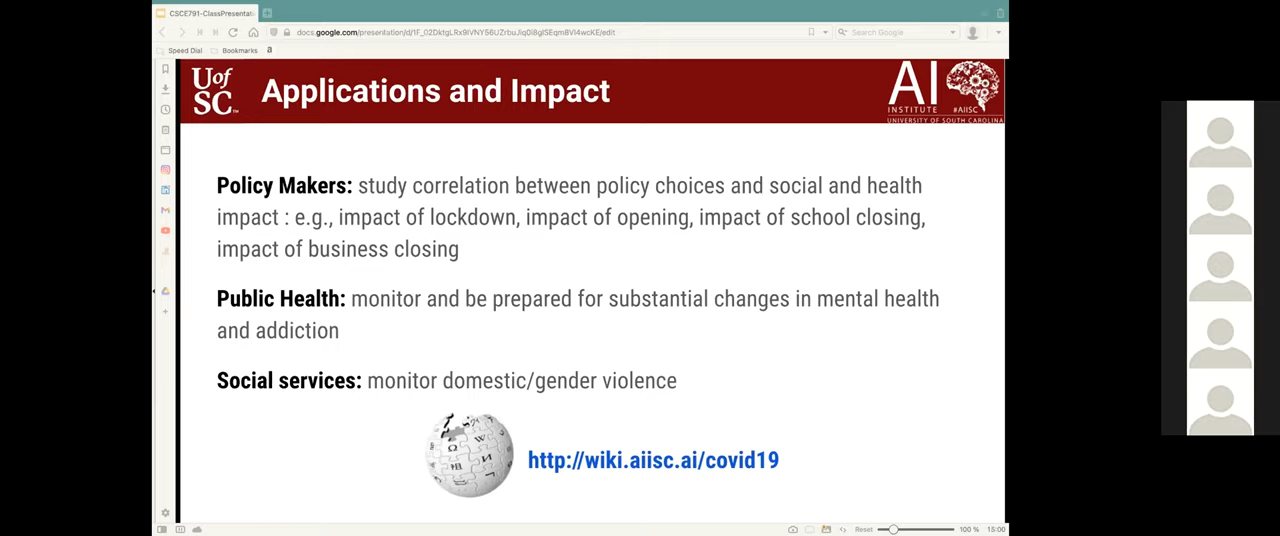 CSCE791-ClassPresentat
docs.google.com/presentation/d/1F_02DktgLRx9IVNY56UZrbuJiq0i8glSEqm8Vl4wcKE/edit
Search Google
Speed Dial
Bookmarks
a
U of SC
Applications and Impact
AI
INSTITUTE #AIISC
UNIVERSITY OF SOUTH CAROLINA
Policy Makers: study correlation between policy choices and social and health
impact : e.g., impact of lockdown, impact of opening, impact of school closing,
impact of business closing
Public Health: monitor and be prepared for substantial changes in mental health
and addiction
Social services: monitor domestic/gender violence
http://wiki.aiisc.ai/covid19
Reset
100 %
15:00